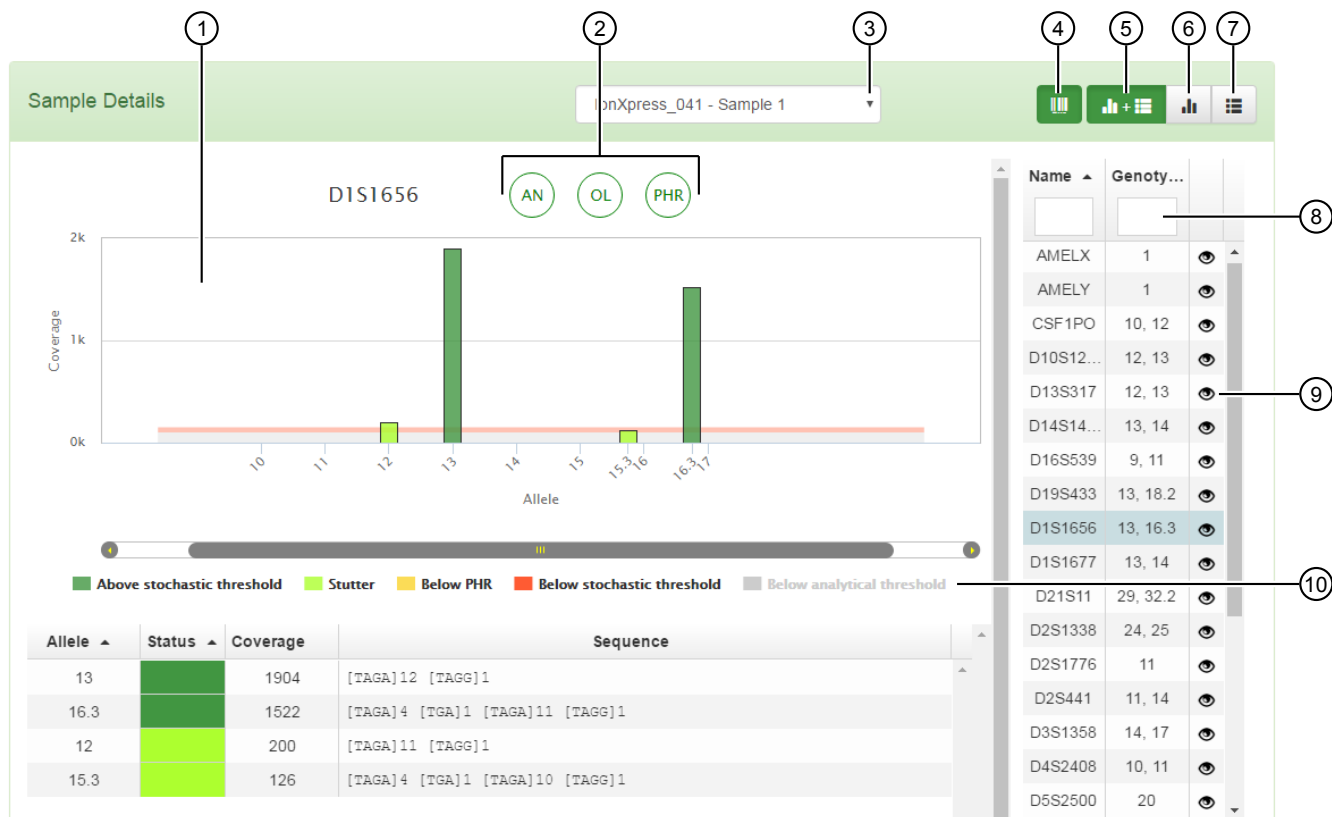 1 2 3 4 5 6 7
Sample Details
IonXpress_041 - Sample 1
D1S1656 AN OL PHR
Name Genoty...
8
2k
1k
0k
Coverage
10 11 12 13 14 15 15.3 16 16.3 17
Allele
Above stochastic threshold Stutter Below PHR Below stochastic threshold Below analytical threshold
10
Allele Status Coverage Sequence
13 1904 [TAGA]12 [TAGG]1
16.3 1522 [TAGA]4 [TGA]1 [TAGA]11 [TAGG]1
12 200 [TAGA]11 [TAGG]1
15.3 126 [TAGA]4 [TGA]1 [TAGA]10 [TAGG]1
AMELX 1
AMELY 1
CSF1PO 10, 12
D10S12... 12, 13
D13S317 12, 13
9
D14S14... 13, 14
D16S539 9, 11
D19S433 13, 18.2
D1S1656 13, 16.3
D1S1677 13, 14
D21S11 29, 32.2
D2S1338 24, 25
D2S1776 11
D2S441 11, 14
D3S1358 14, 17
D4S2408 10, 11
D5S2500 20